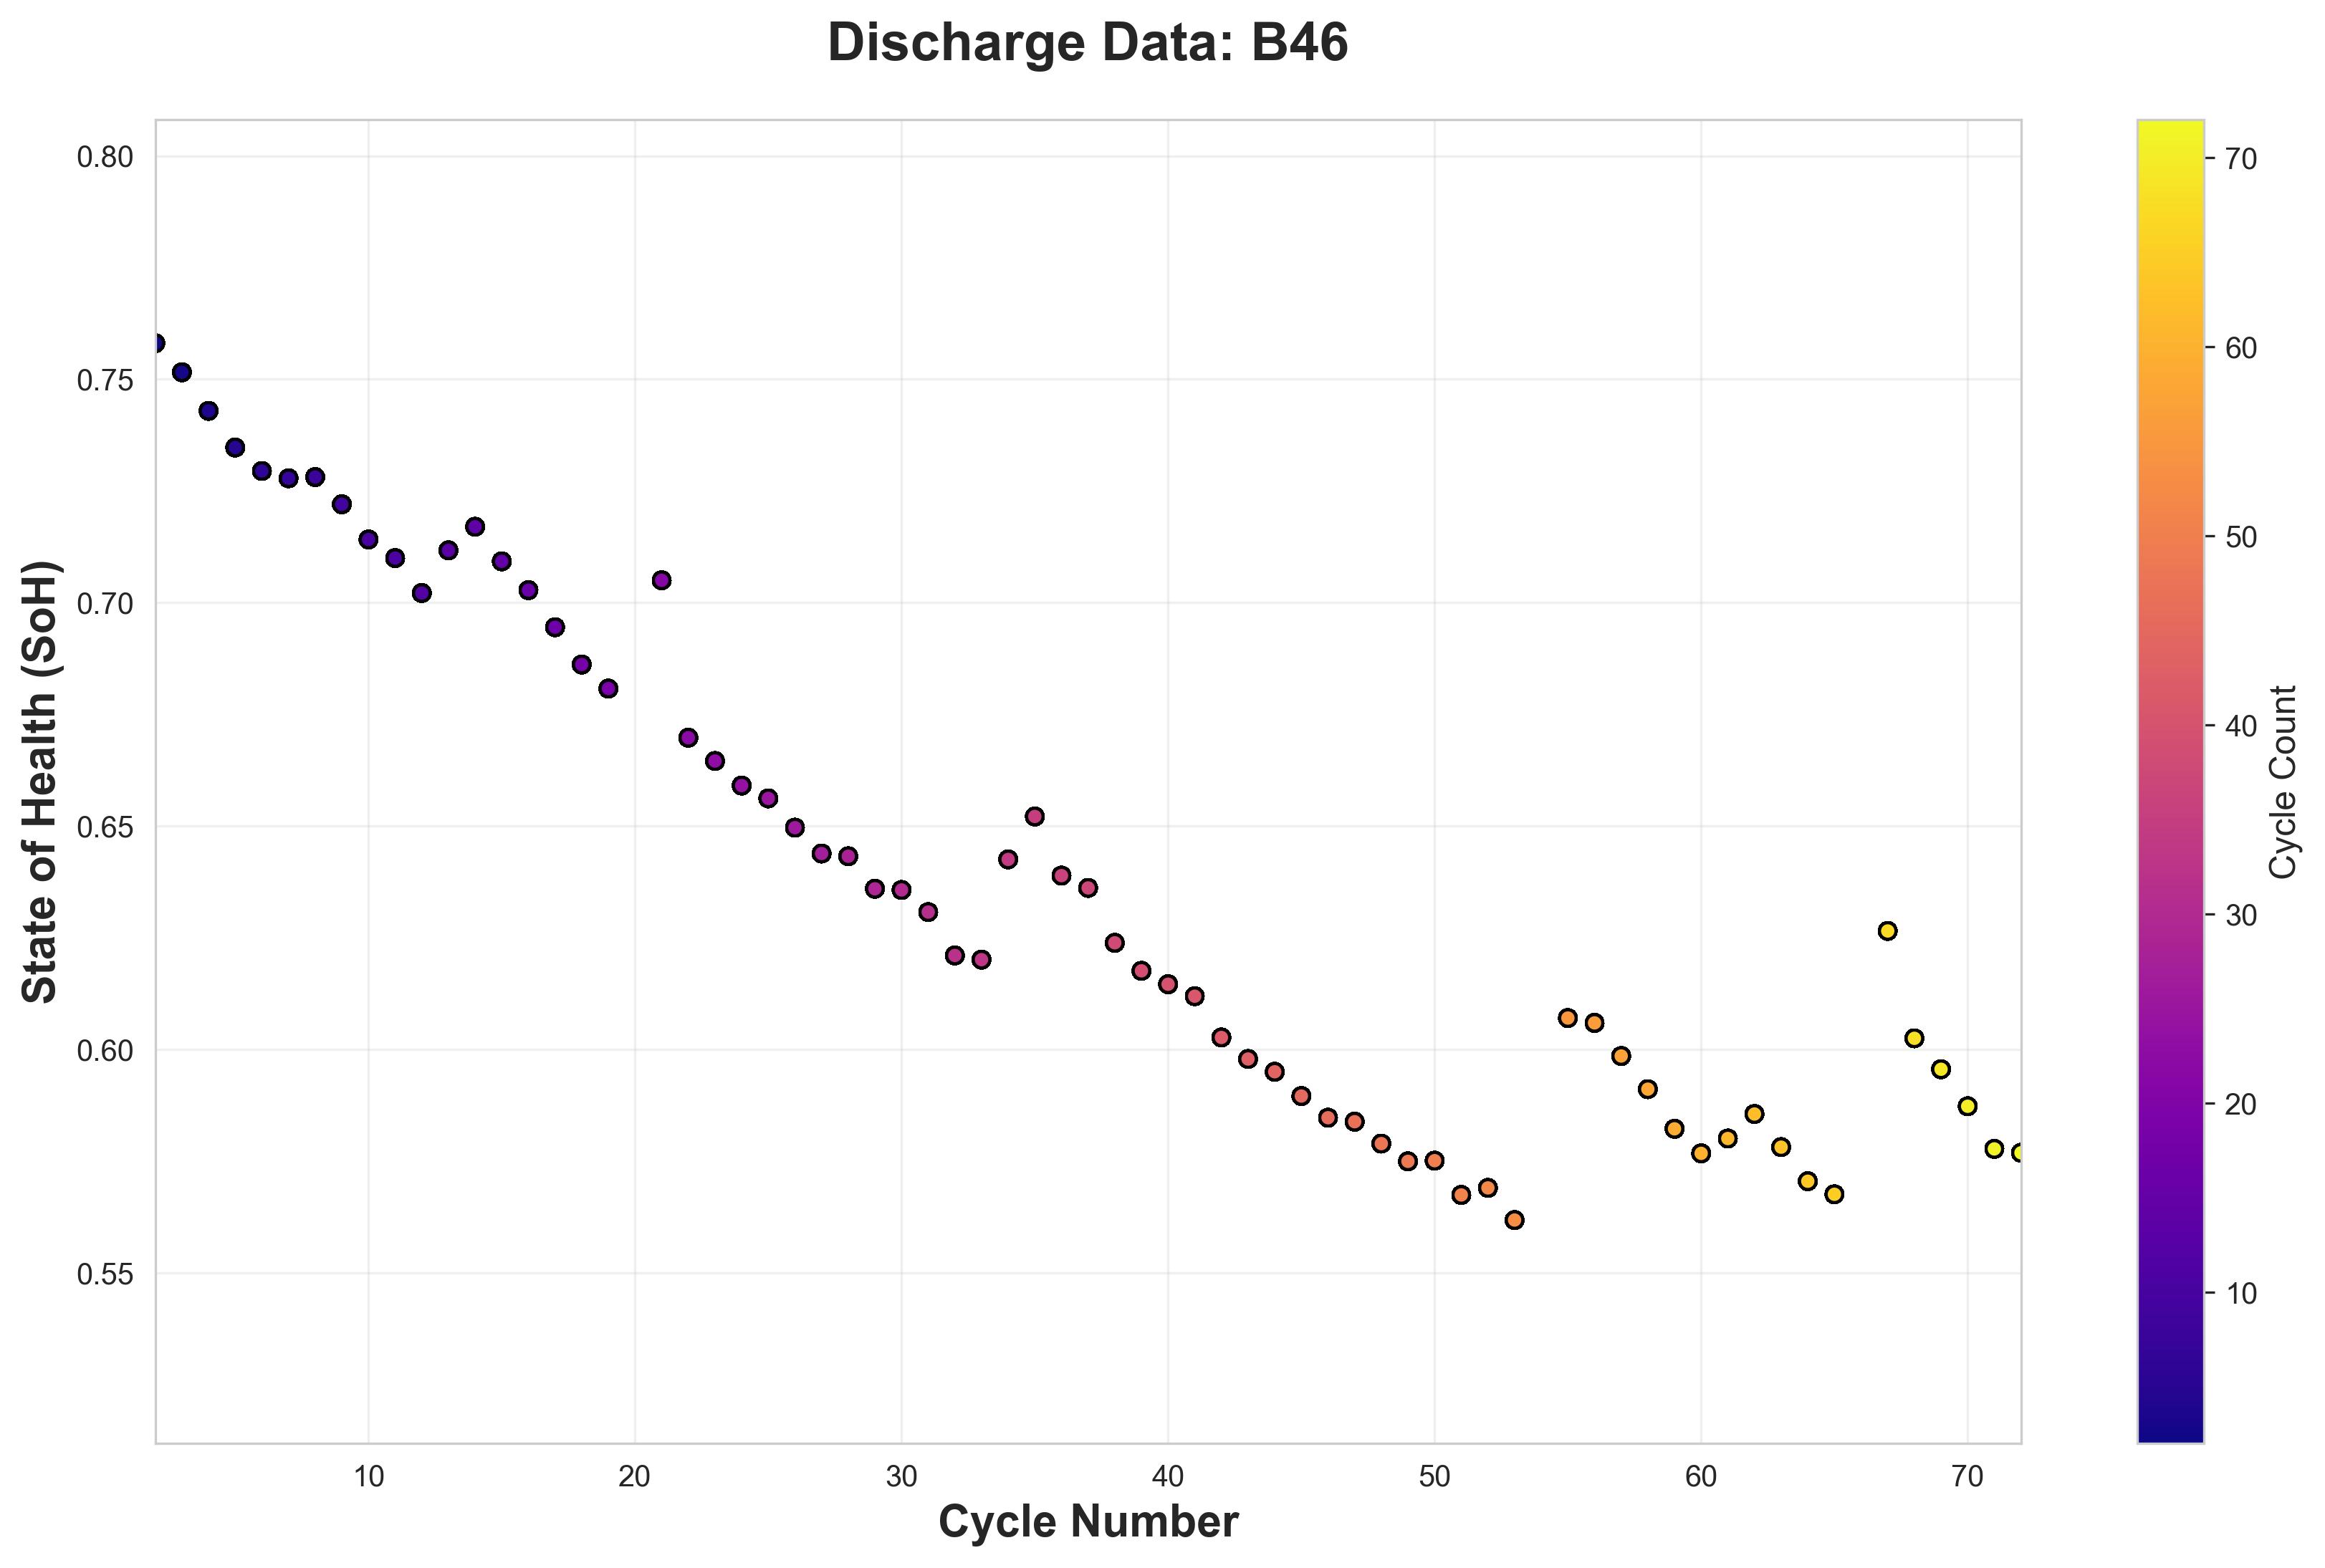 Discharge Data: B46
State of Health (SoH)
0.80
0.75
0.70
0.65
0.60
0.55
10 20 30 40 50 60 70
Cycle Number
70
60
50
40
30
20
10
Cycle Count